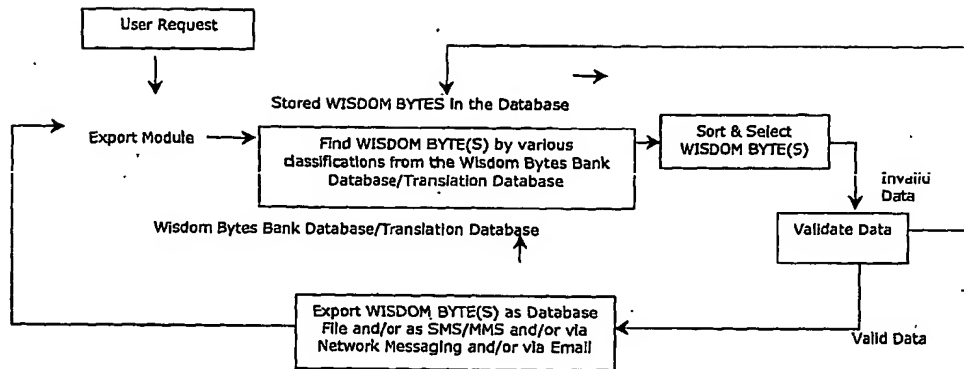 User Request
Stored WISDOM BYTES in the Database
Export Module
Find WISDOM BYTE(S) by various
classifications from the Wisdom Bytes Bank
Database/Translation Database
Sort & Select
WISDOM BYTE(S)
Invalid
Data
Wisdom Bytes Bank Database/Translation Database
Validate Data
Export WISDOM BYTE(S) as Database
File and/or as SMS/MMS and/or via
Network Messaging and/or via Email
Valid Data